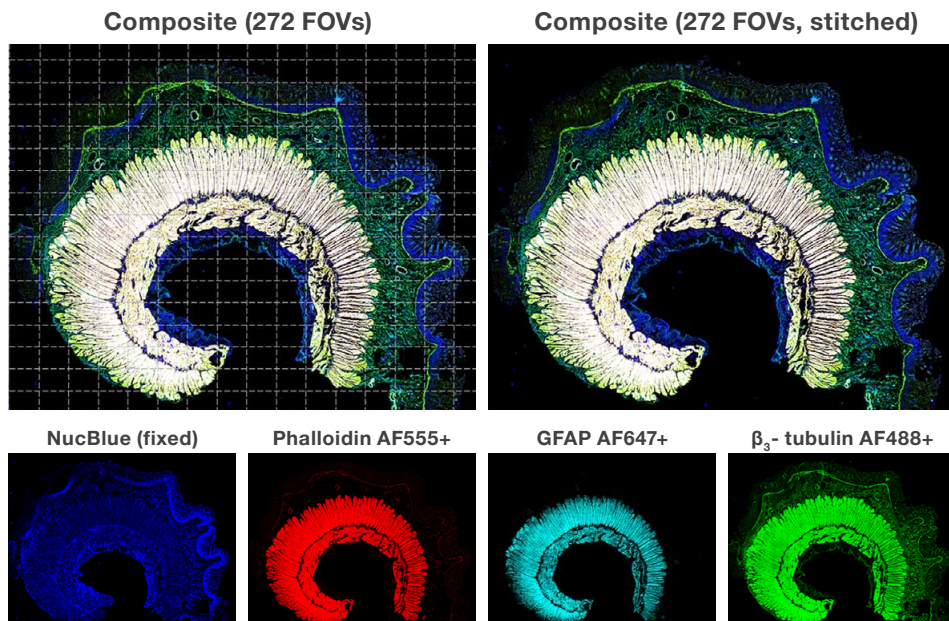 Composite (272 FOVs)
Composite (272 FOVs, stitched)
NucBlue (fixed)
Phalloidin AF555+
GFAP AF647+
β₃- tubulin AF488+